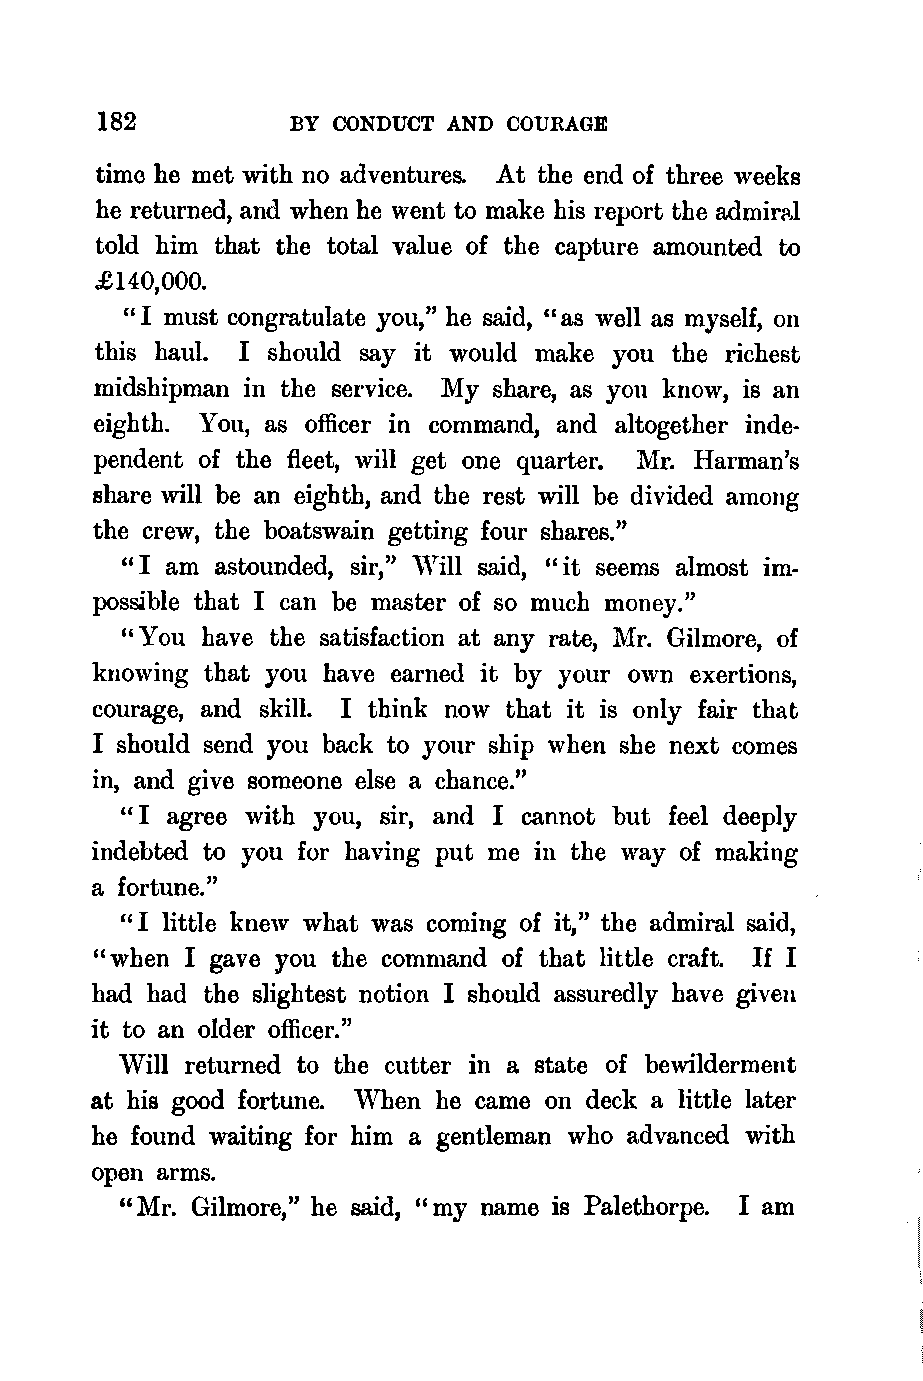 182 BY CONDUCT AND COURAGE
time he met with no adventures. At the end of three weeks
he returned, and when he went to make his report the admiral
told him that the total value of the capture amounted to
£140,000.
"I must congratulate you," he said, "as well as myself, on
this haul. I should say it would make you the richest
midshipman in the service. My share, as you know, is an
eighth. You, as officer in command, and altogether inde-
pendent of the fleet, will get one quarter. Mr. Harman's
share will be an eighth, and the rest will be divided among
the crew, the boatswain getting four shares."
"I am astounded, sir," Will said, "it seems almost im-
possible that I can be master of so much money."
"You have the satisfaction at any rate, Mr. Gilmore, of
knowing that you have earned it by your own exertions,
courage, and skill. I think now that it is only fair that
I should send you back to your ship when she next comes
in, and give someone else a chance."
"I agree with you, sir, and I cannot but feel deeply
indebted to you for having put me in the way of making
a fortune."
"I little knew what was coming of it," the admiral said,
"when I gave you the command of that little craft. If I
had had the slightest notion I should assuredly have given
it to an older officer."
Will returned to the cutter in a state of bewilderment
at his good fortune. When he came on deck a little later
he found waiting for him a gentleman who advanced with
open arms.
"Mr. Gilmore," he said, "my name is Palethorpe. I am